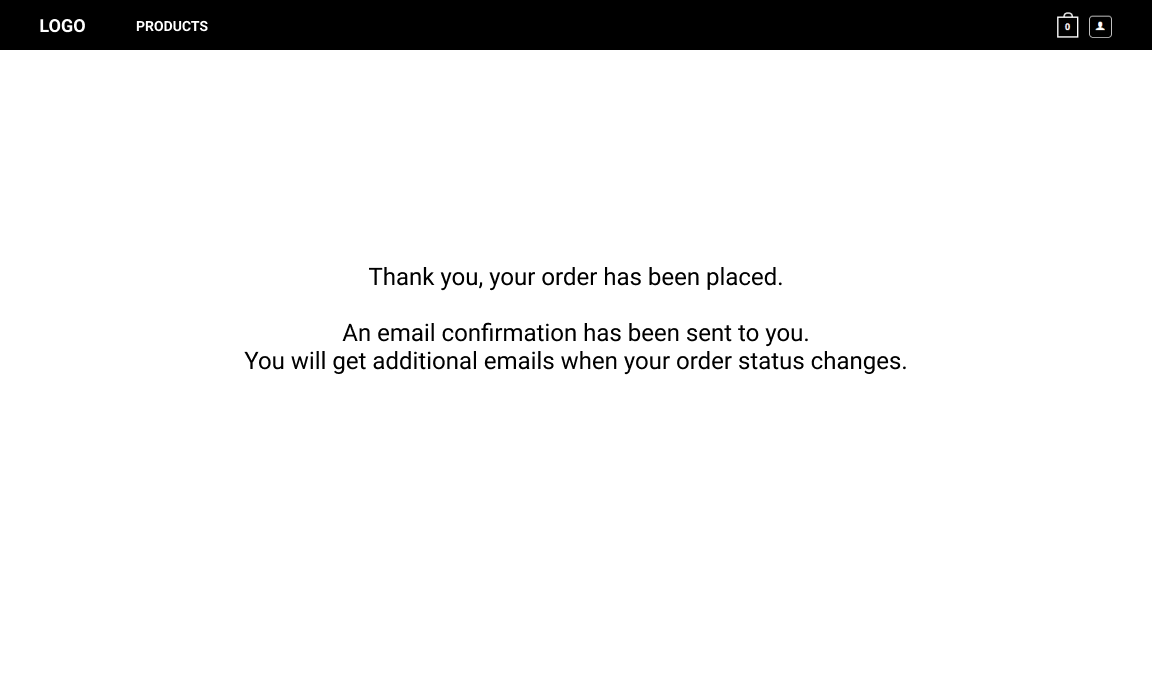 LOGO
PRODUCTS
0
Thank you, your order has been placed.
An email confirmation has been sent to you.
You will get additional emails when your order status changes.